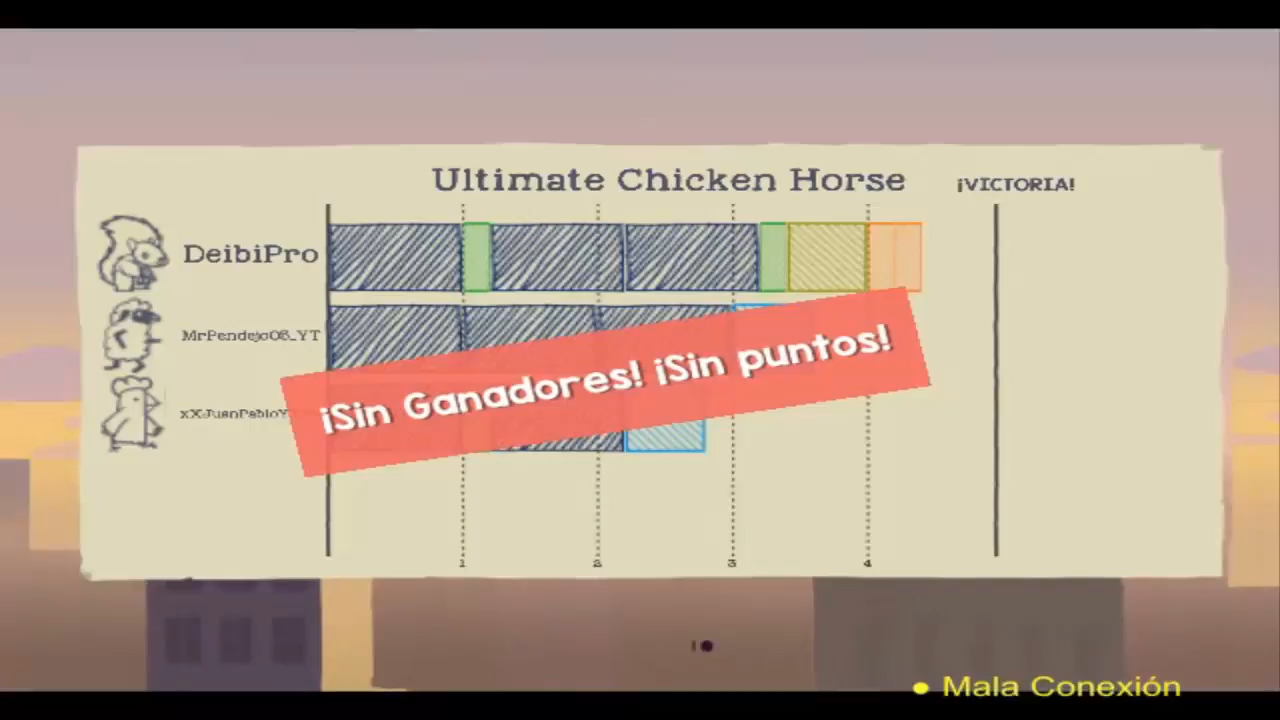 Ultimate Chicken Horse
¡VICTORIA!
DeibiPro
MrPendejo08_YT
¡Sin Ganadores! ¡Sin puntos!
1 2 3 4
● Mala Conexión